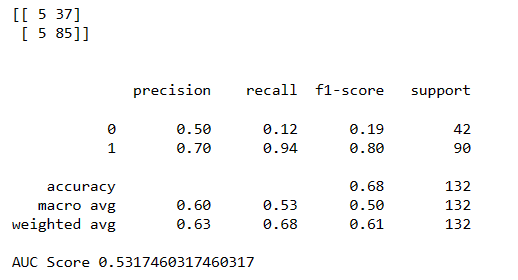 [[ 5 37]
 [ 5 85]]
precision recall f1-score support
0 0.50 0.12 0.19 42
1 0.70 0.94 0.80 90
accuracy 0.68 132
macro avg 0.60 0.53 0.50 132
weighted avg 0.63 0.68 0.61 132
AUC Score 0.5317460317460317